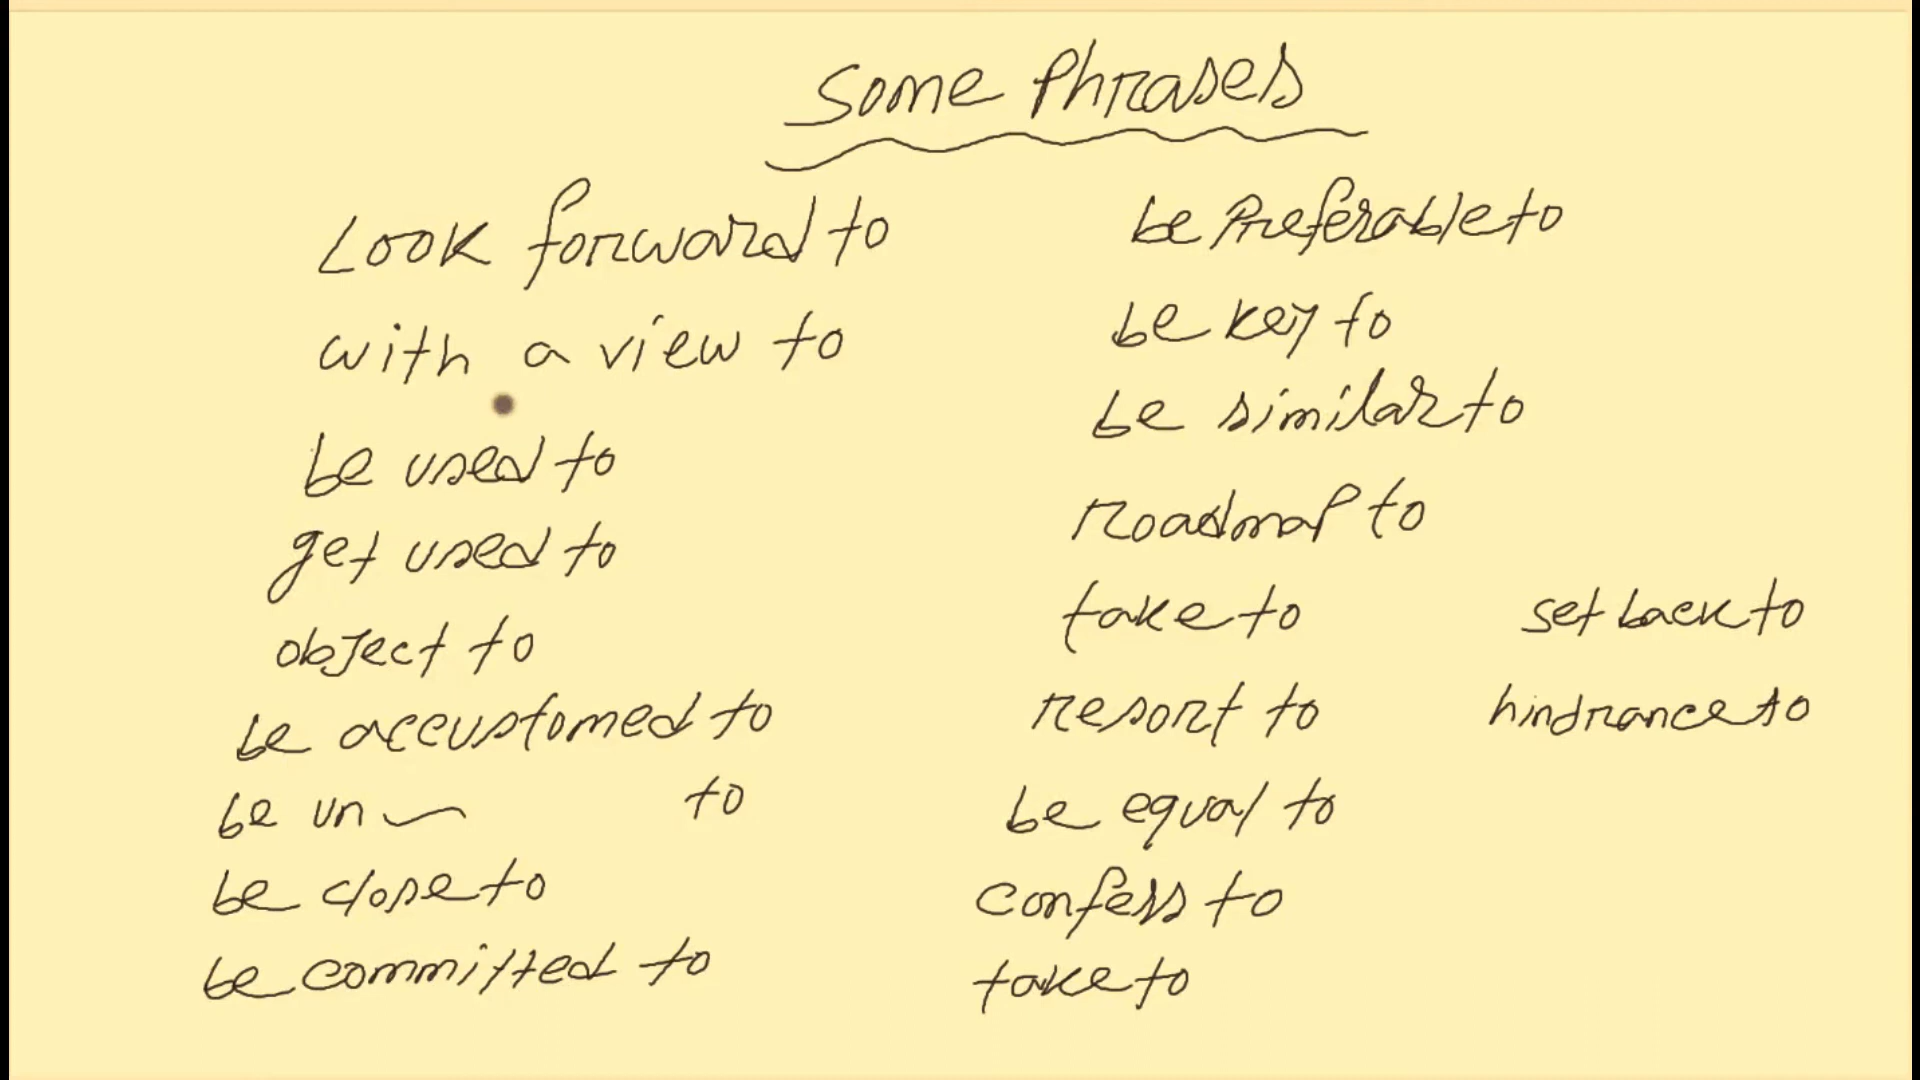 Some Phrases
Look forward to
with a view to
be used to
get used to
object to
be accustomed to
be un to
be close to
be committed to
be Preferable to
be key to
be similar to
roadmap to
take to
resort to
be equal to
confess to
take to
set back to
hindrance to